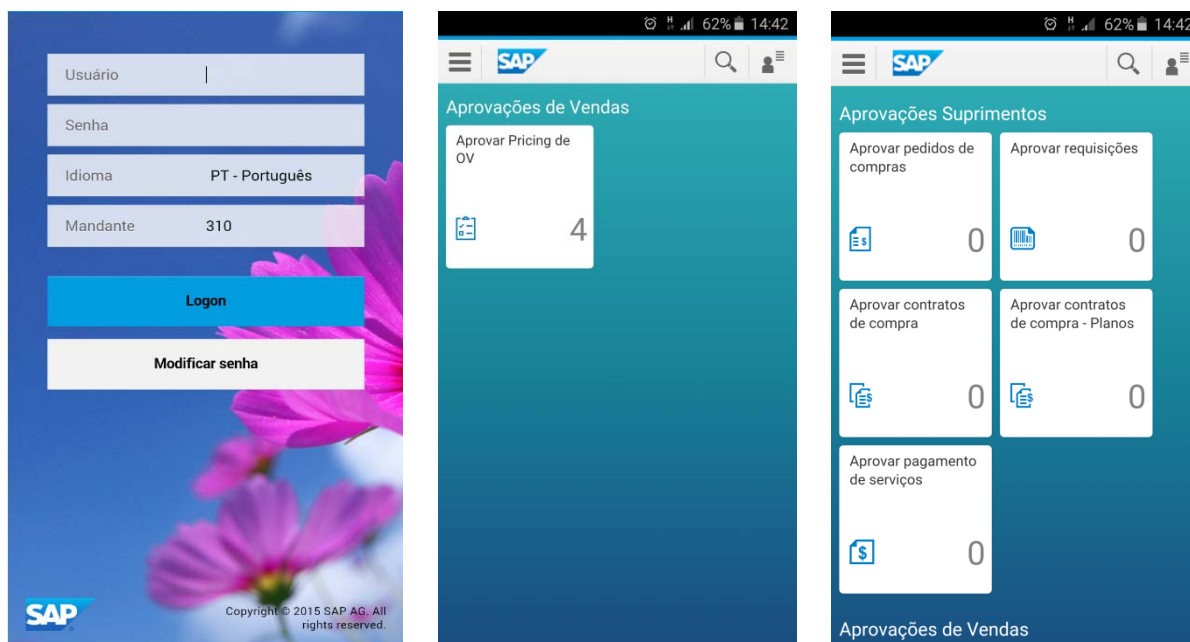 Usuário
Senha
Idioma PT - Português
Mandante 310
Logon
Modificar senha
SAP
Copyright © 2015 SAP AG. All
rights reserved.
62% 14:42
SAP
Aprovações de Vendas
Aprovar Pricing de
OV
4
62% 14:42
SAP
Aprovações Suprimentos
Aprovar pedidos de
compras
0
Aprovar requisições
0
Aprovar contratos
de compra
0
Aprovar contratos
de compra - Planos
0
Aprovar pagamento
de serviços
0
Aprovações de Vendas